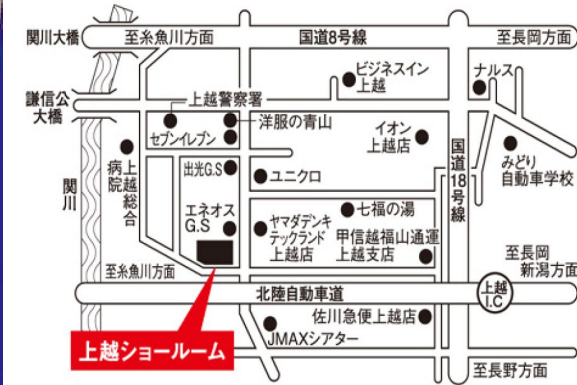 関川大橋
至糸魚川方面
国道8号線
至長岡方面
ビジネスイン
上越
ナルス
謙信公
大橋
上越警察署
洋服の青山
セブンイレブン
イオン
上越店
国道18号線
みどり
自動車学校
上越総合
病院
出光G.S
ユニクロ
関川
エネオス
G.S
七福の湯
ヤマダデンキ
テックランド
上越店
甲信越福山通運
上越支店
至長岡
新潟方面
至糸魚川方面
北陸自動車道
上越
I.C
佐川急便上越店
JMAXシアター
上越ショールーム
至長野方面